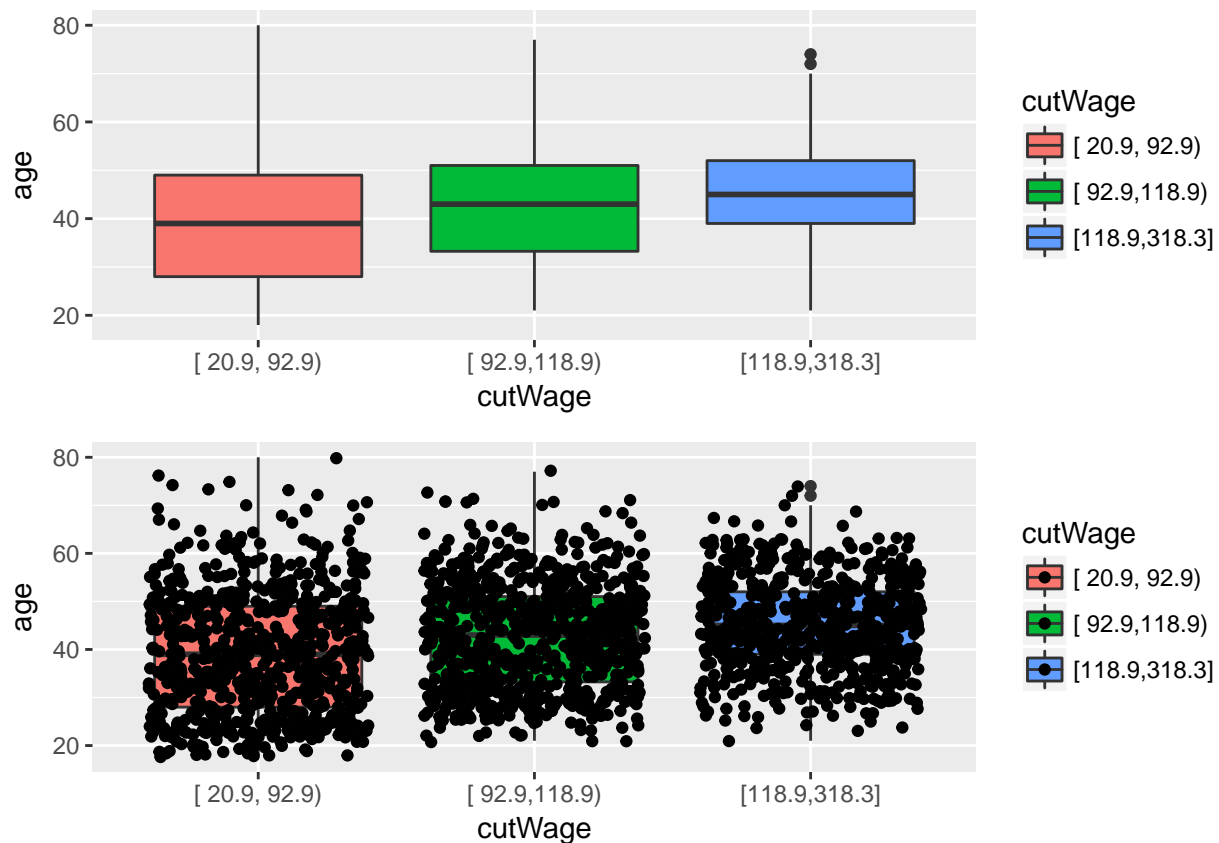 80
60
40
20
age
[ 20.9, 92.9)
[ 92.9,118.9)
[118.9,318.3]
cutWage
cutWage
[ 20.9, 92.9)
[ 92.9,118.9)
[118.9,318.3]
80
60
40
20
age
[ 20.9, 92.9)
[ 92.9,118.9)
[118.9,318.3]
cutWage
cutWage
[ 20.9, 92.9)
[ 92.9,118.9)
[118.9,318.3]